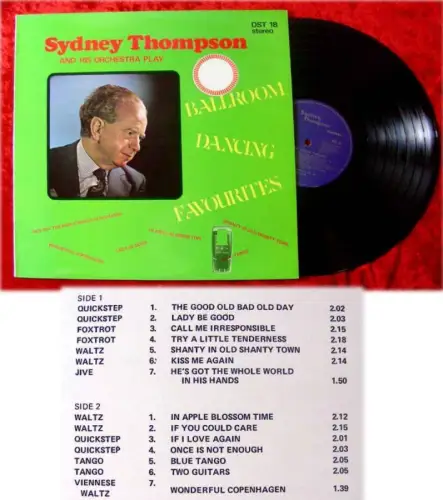 DST 18
stereo
Sydney Thompson
AND HIS ORCHESTRA PLAY
BALLROOM
DANCING
FAVOURITES
SIDE 1
QUICKSTEP 1. THE GOOD OLD BAD OLD DAY 2.02
QUICKSTEP 2. LADY BE GOOD 2.03
FOXTROT 3. CALL ME IRRESPONSIBLE 2.15
FOXTROT 4. TRY A LITTLE TENDERNESS 2.18
WALTZ 5. SHANTY IN OLD SHANTY TOWN 2.14
WALTZ 6. KISS ME AGAIN 2.14
JIVE 7. HE'S GOT THE WHOLE WORLD
IN HIS HANDS 1.50
SIDE 2
WALTZ 1. IN APPLE BLOSSOM TIME 2.12
WALTZ 2. IF YOU COULD CARE 2.15
QUICKSTEP 3. IF I LOVE AGAIN 2.01
QUICKSTEP 4. ONCE IS NOT ENOUGH 2.03
TANGO 5. BLUE TANGO 2.05
TANGO 6. TWO GUITARS 2.05
VIENNESE 7.
WALTZ WONDERFUL COPENHAGEN 1.39